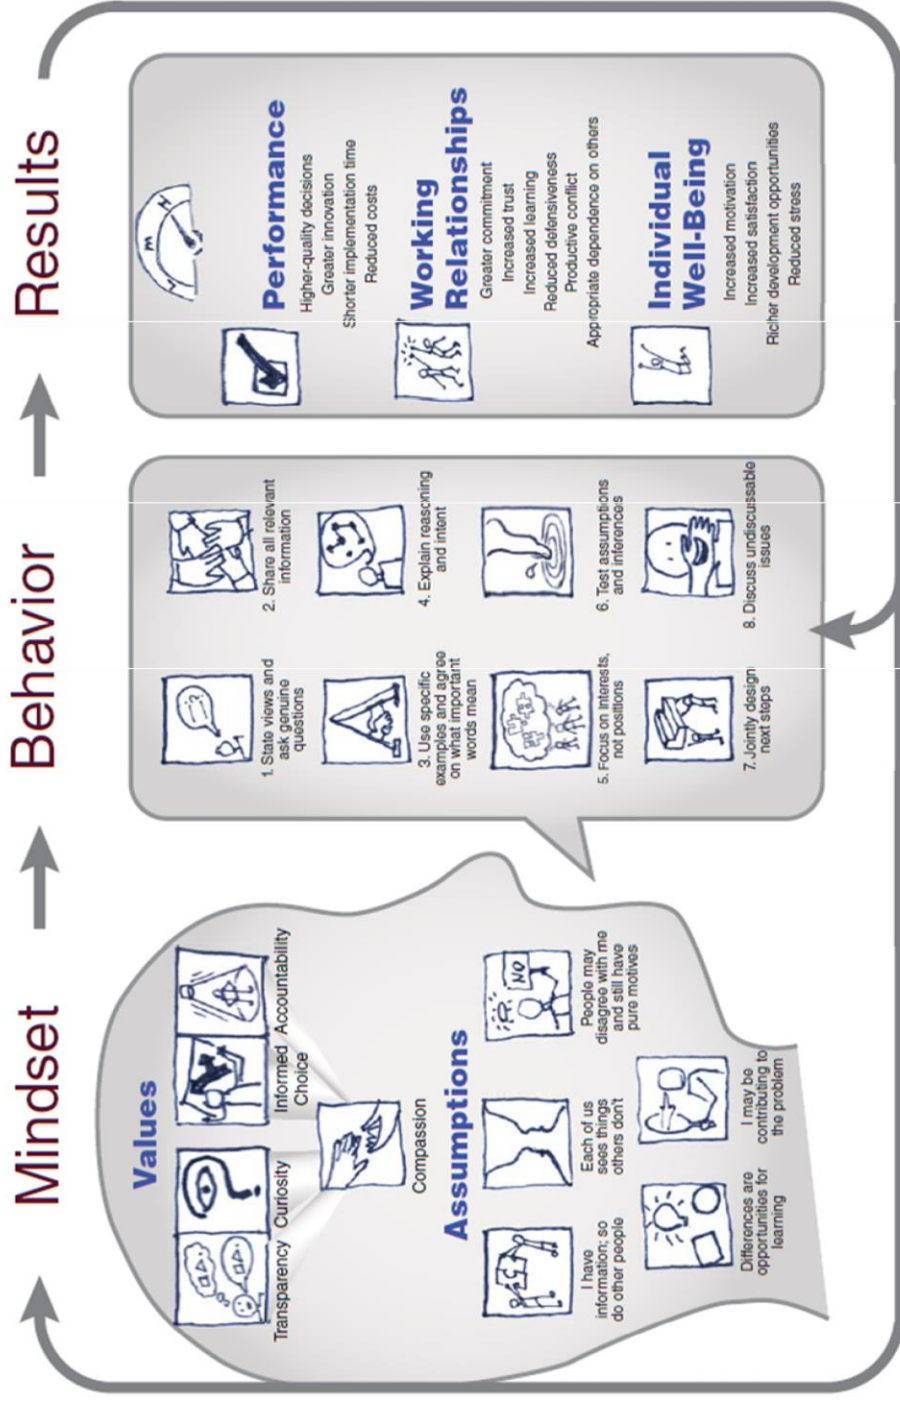 Mindset
Behavior
Results
Values
Transparency
Curiosity
Informed
Choice
Accountability
Compassion
Assumptions
I have
information; so
do other people
Each of us
sees things
others don't
People may
disagree with me
and still have
pure motives
NO
Differences are
opportunities for
learning
I may be
contributing to
the problem
1. State views and
ask genuine
questions
2. Share all relevant
information
3. Use specific
examples and agree
on what important
words mean
4. Explain reasoning
and intent
5. Focus on interests,
not positions
6. Test assumptions
and inferences
7. Jointly design
next steps
8. Discuss undiscussable
issues
Performance
Higher-quality decisions
Greater innovation
Shorter implementation time
Reduced costs
Working
Relationships
Greater commitment
Increased trust
Increased learning
Reduced defensiveness
Productive conflict
Appropriate dependence on others
Individual
Well-Being
Increased motivation
Increased satisfaction
Richer development opportunities
Reduced stress